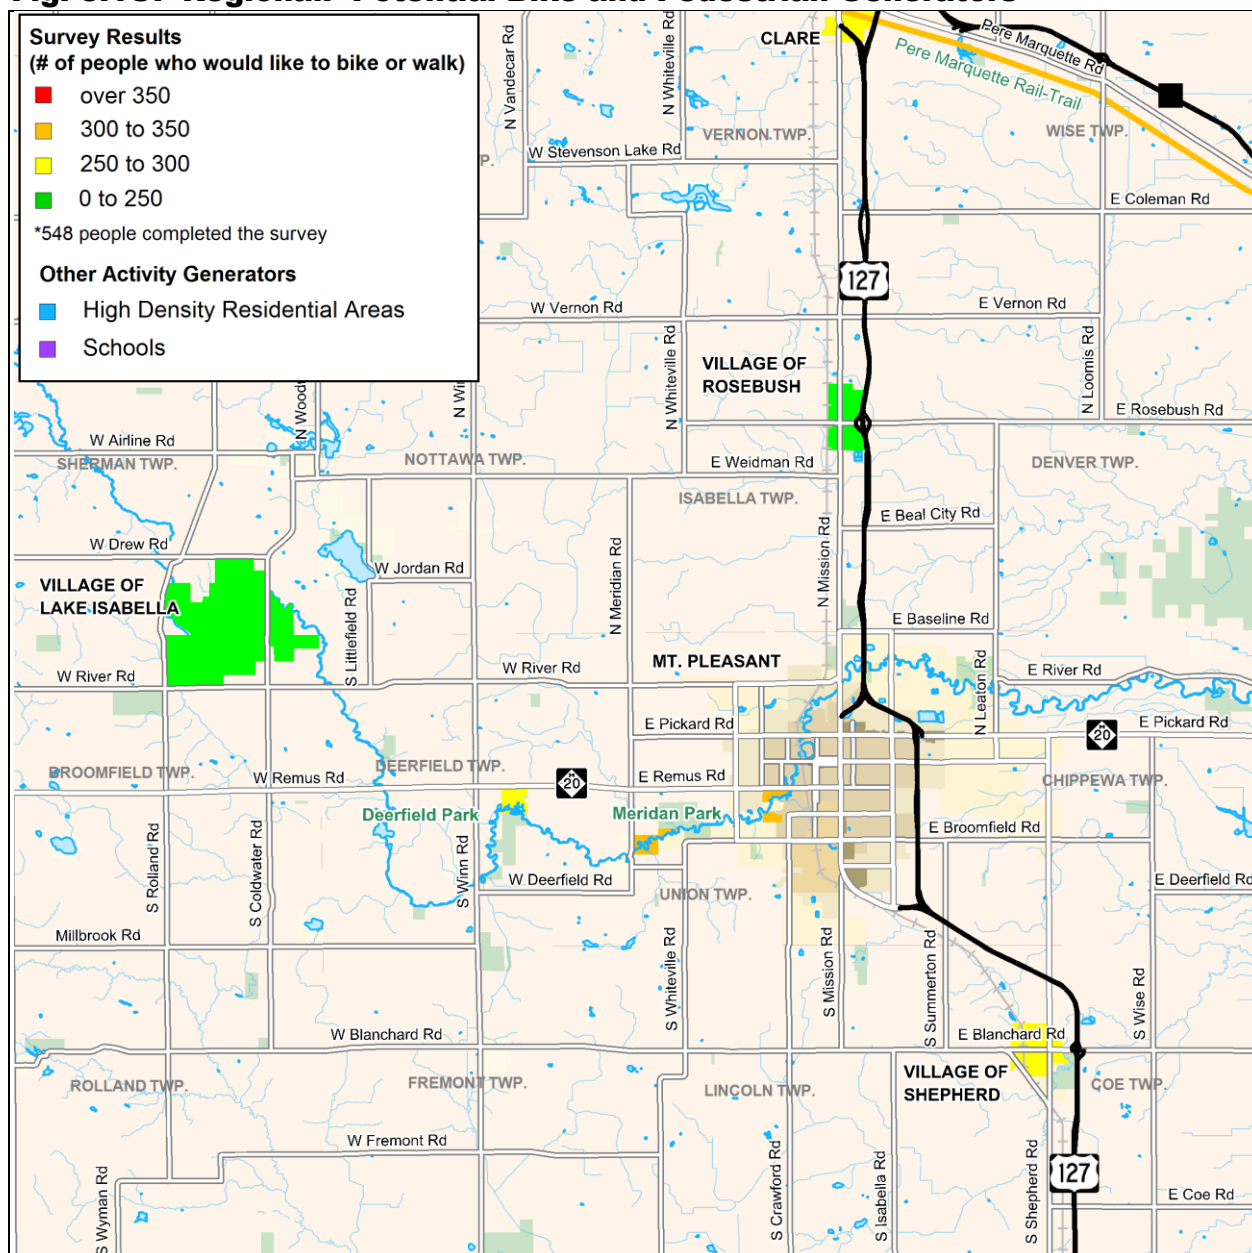 Survey Results
(# of people who would like to bike or walk)
over 350
300 to 350
250 to 300
0 to 250
*548 people completed the survey
Other Activity Generators
High Density Residential Areas
Schools
CLARE
N Vandecar Rd
N Whiteville Rd
Pere Marquette Rd
Pere Marquette Rail-Trail
VERNON TWP.
WISE TWP.
P.
W Stevenson Lake Rd
E Coleman Rd
127
W Vernon Rd
E Vernon Rd
N Whiteville Rd
VILLAGE OF
ROSEBUSH
N Loomis Rd
E Rosebush Rd
W Airline Rd
SHERMAN TWP.
NOTTAWA TWP.
E Weidman Rd
DENVER TWP.
ISABELLA TWP.
E Beal City Rd
W Drew Rd
W Jordan Rd
N Meridian Rd
N Mission Rd
VILLAGE OF
LAKE ISABELLA
S Littlefield Rd
E Baseline Rd
W River Rd
W River Rd
MT. PLEASANT
E River Rd
N Leaton Rd
E Pickard Rd
E Pickard Rd
M
20
BROOMFIELD TWP.
W Remus Rd
DEERFIELD TWP.
M
20
E Remus Rd
CHIPPEWA TWP.
Deerfield Park
Meridan Park
E Broomfield Rd
S Rolland Rd
S Coldwater Rd
S Winn Rd
W Deerfield Rd
UNION TWP.
E Deerfield Rd
Millbrook Rd
S Whiteville Rd
S Mission Rd
S Summerton Rd
S Wise Rd
W Blanchard Rd
E Blanchard Rd
ROLLAND TWP.
FREMONT TWP.
LINCOLN TWP.
VILLAGE OF
SHEPHERD
COE TWP.
W Fremont Rd
127
S Wyman Rd
S Crawford Rd
S Isabella Rd
S Shepherd Rd
E Coe Rd